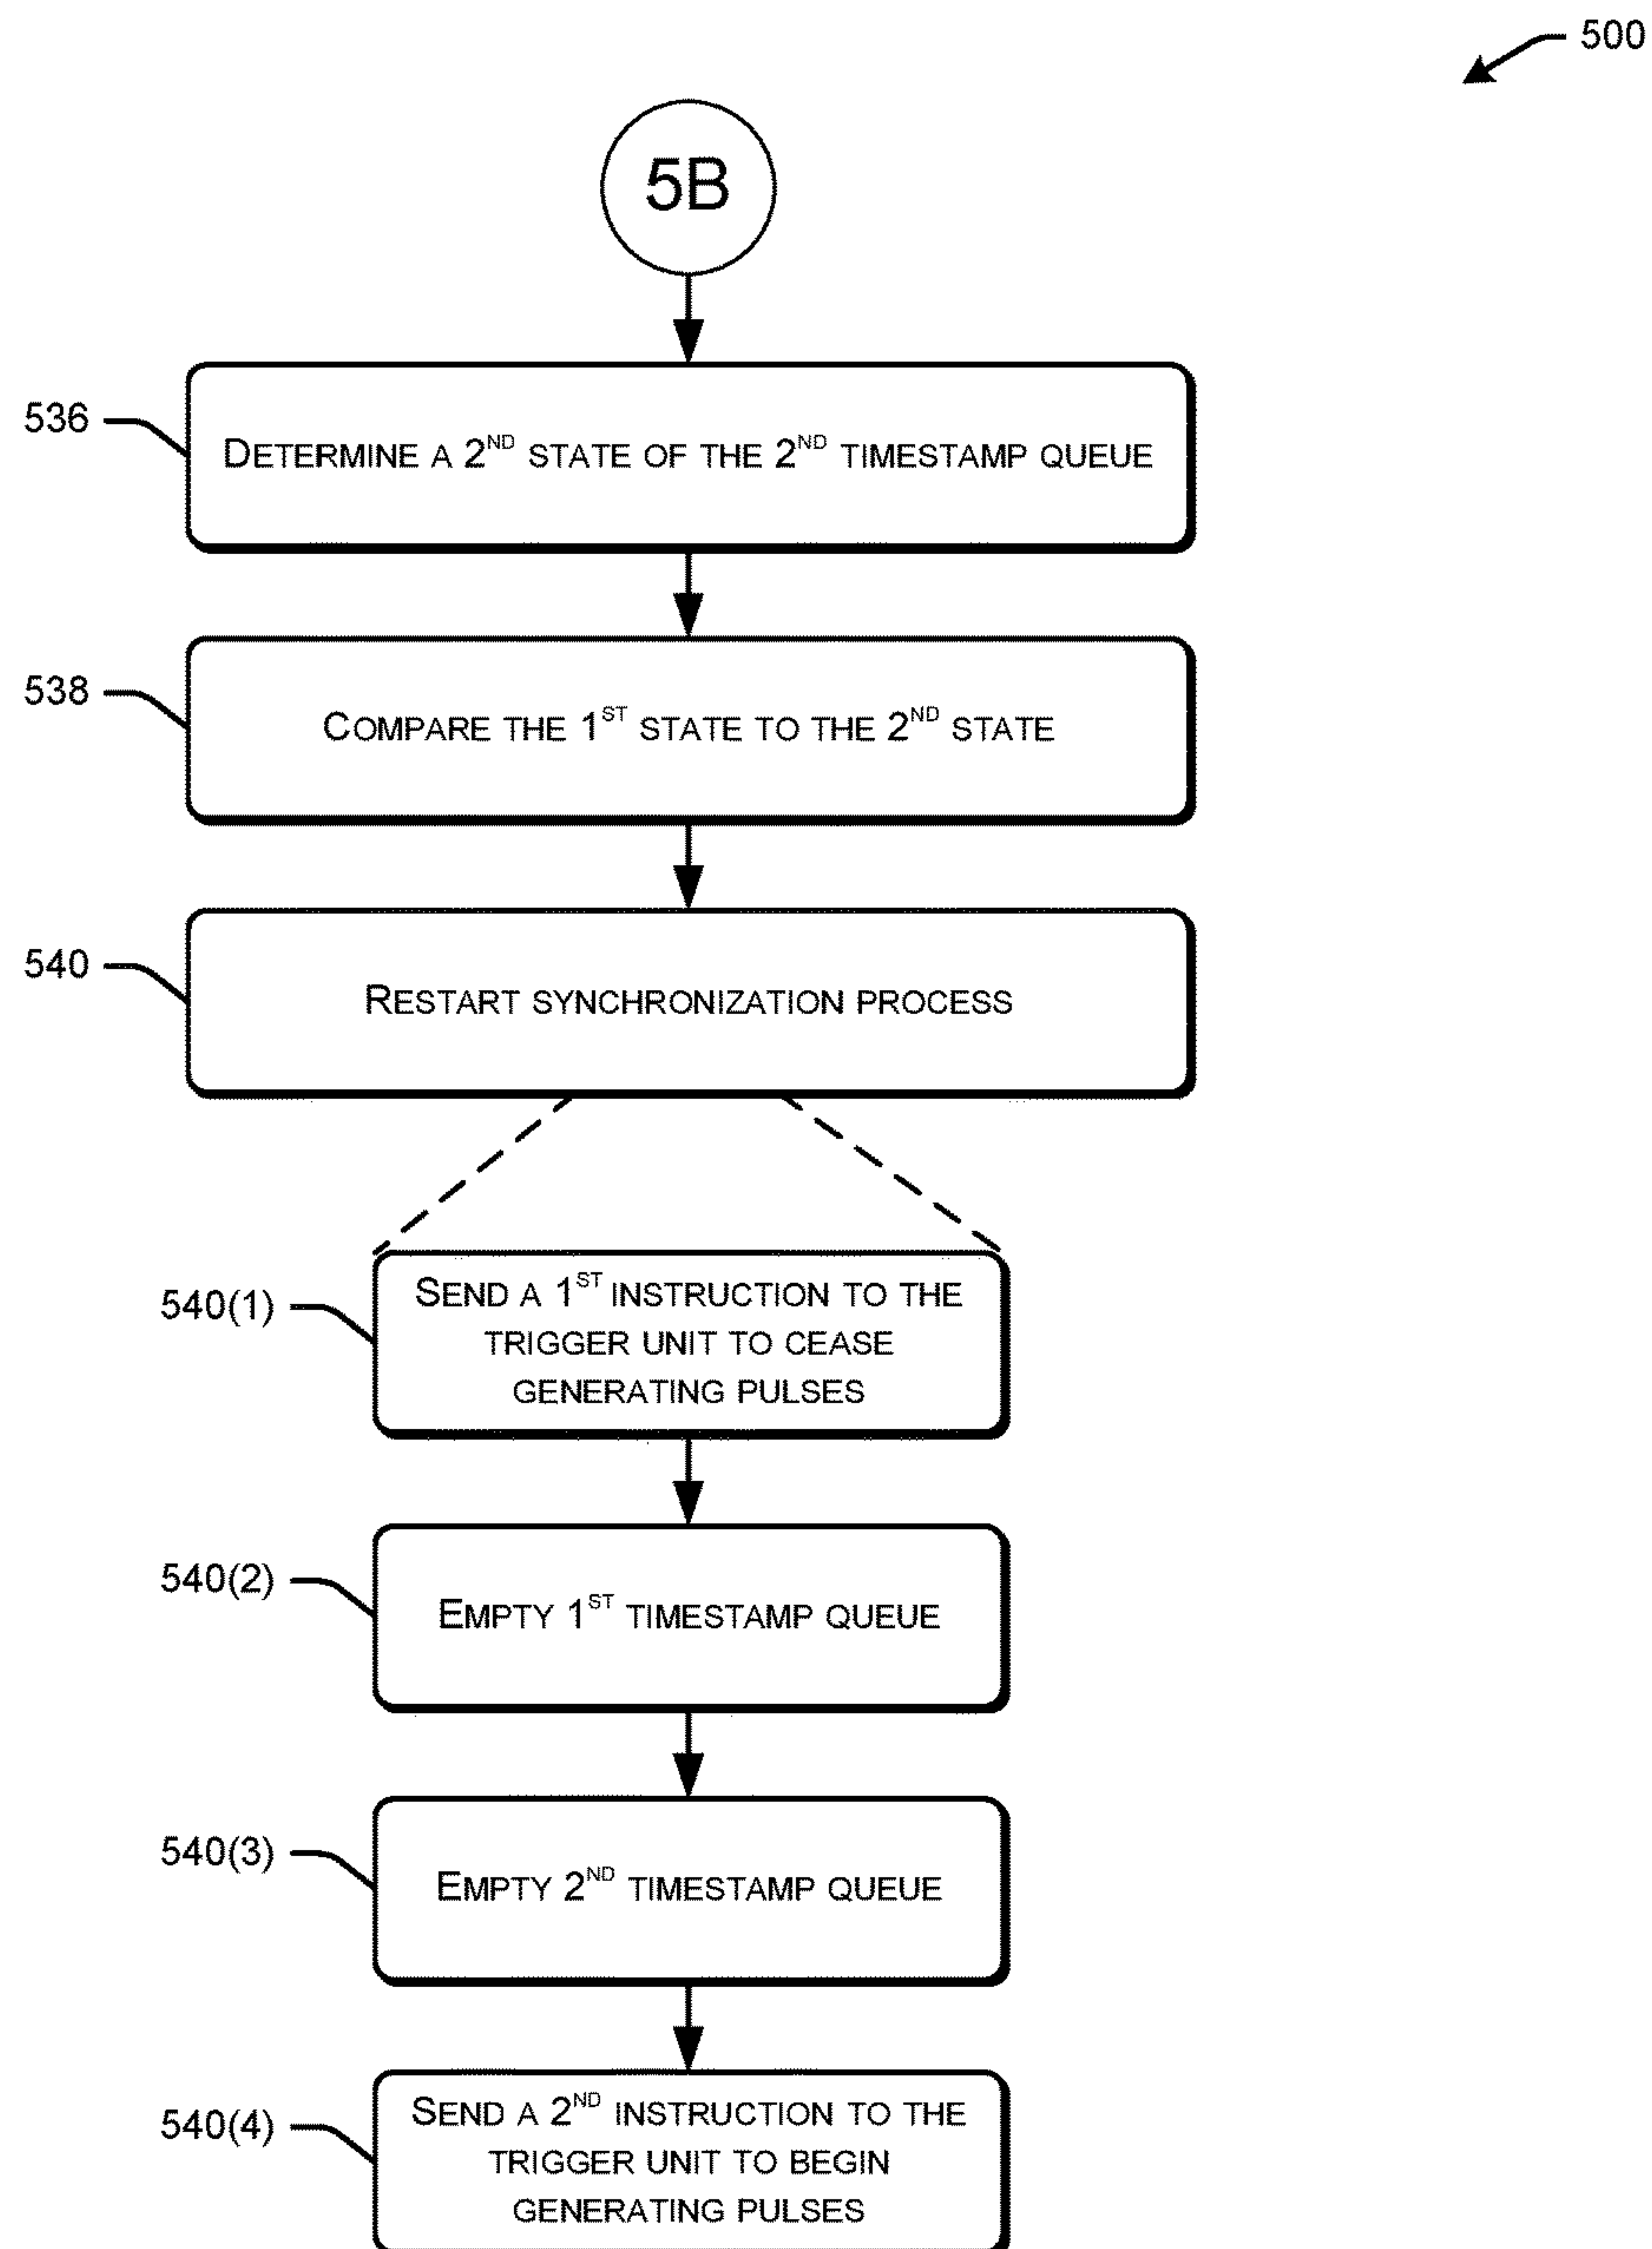 500
5B
536
DETERMINE A 2ND STATE OF THE 2ND TIMESTAMP QUEUE
538
COMPARE THE 1ST STATE TO THE 2ND STATE
540
RESTART SYNCHRONIZATION PROCESS
540(1)
SEND A 1ST INSTRUCTION TO THE
TRIGGER UNIT TO CEASE
GENERATING PULSES
540(2)
EMPTY 1ST TIMESTAMP QUEUE
540(3)
EMPTY 2ND TIMESTAMP QUEUE
540(4)
SEND A 2ND INSTRUCTION TO THE
TRIGGER UNIT TO BEGIN
GENERATING PULSES